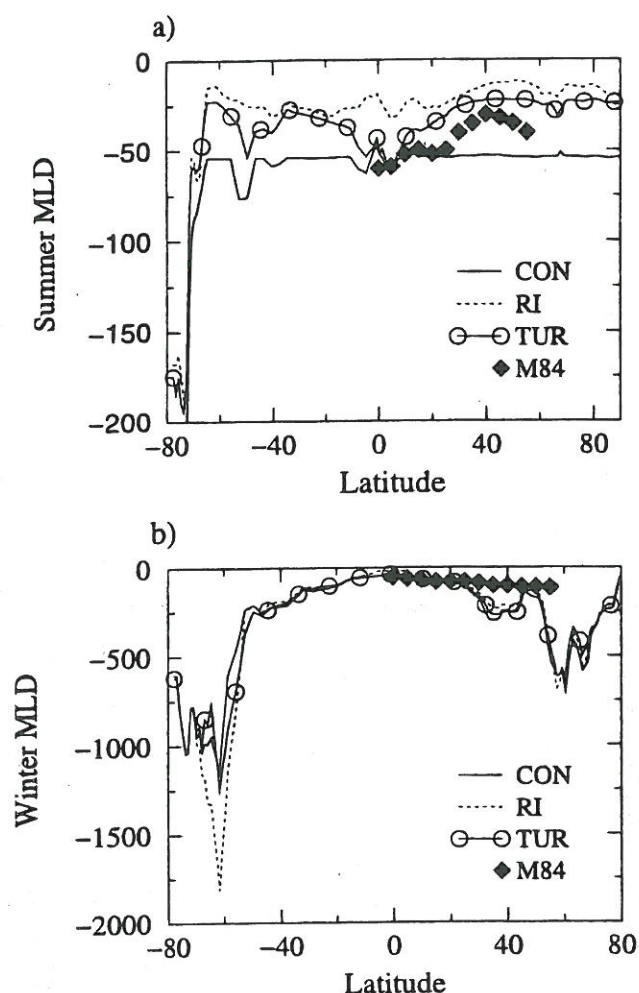 a)
0
−50
−100
−150
−200
Summer MLD
CON
RI
TUR
M84
−80 −40 0 40 80
Latitude
b)
0
−500
−1000
−1500
−2000
Winter MLD
CON
RI
TUR
M84
−80 −40 0 40 80
Latitude